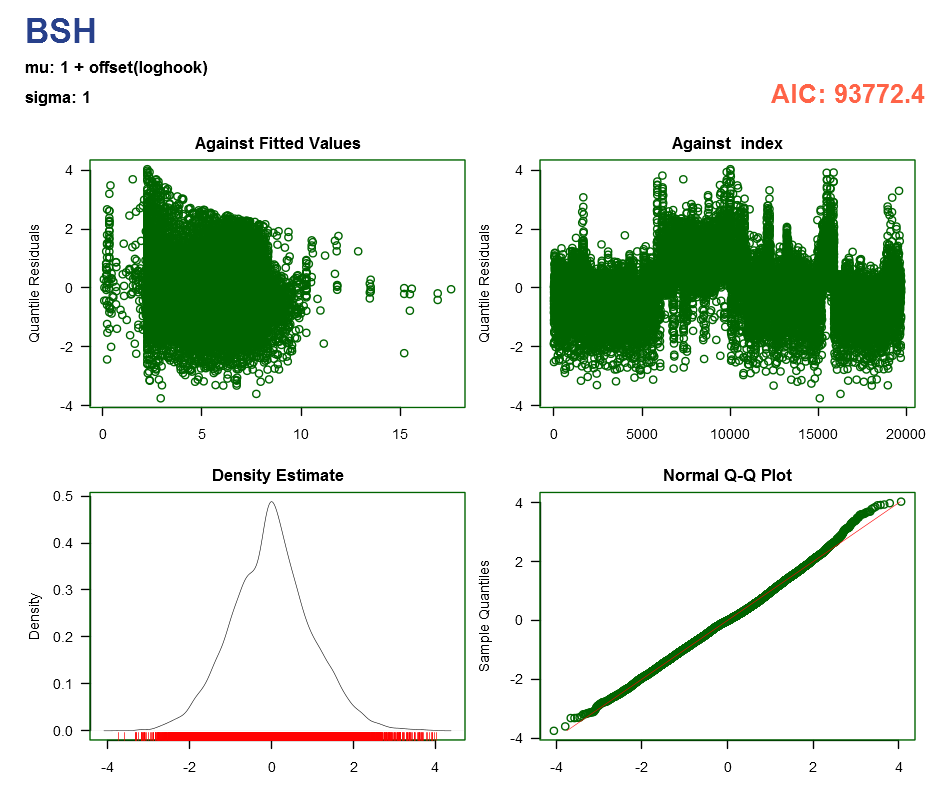 BSH
mu: 1 + offset(loghook)
sigma: 1
AIC: 93772.4
Against Fitted Values
Quantile Residuals
4
2
0
-2
-4
0 5 10 15
Against  index
Quantile Residuals
4
2
0
-2
-4
0 5000 10000 15000 20000
Density Estimate
Density
0.5
0.4
0.3
0.2
0.1
0.0
-4 -2 0 2 4
Normal Q-Q Plot
Sample Quantiles
4
2
0
-2
-4
-4 -2 0 2 4